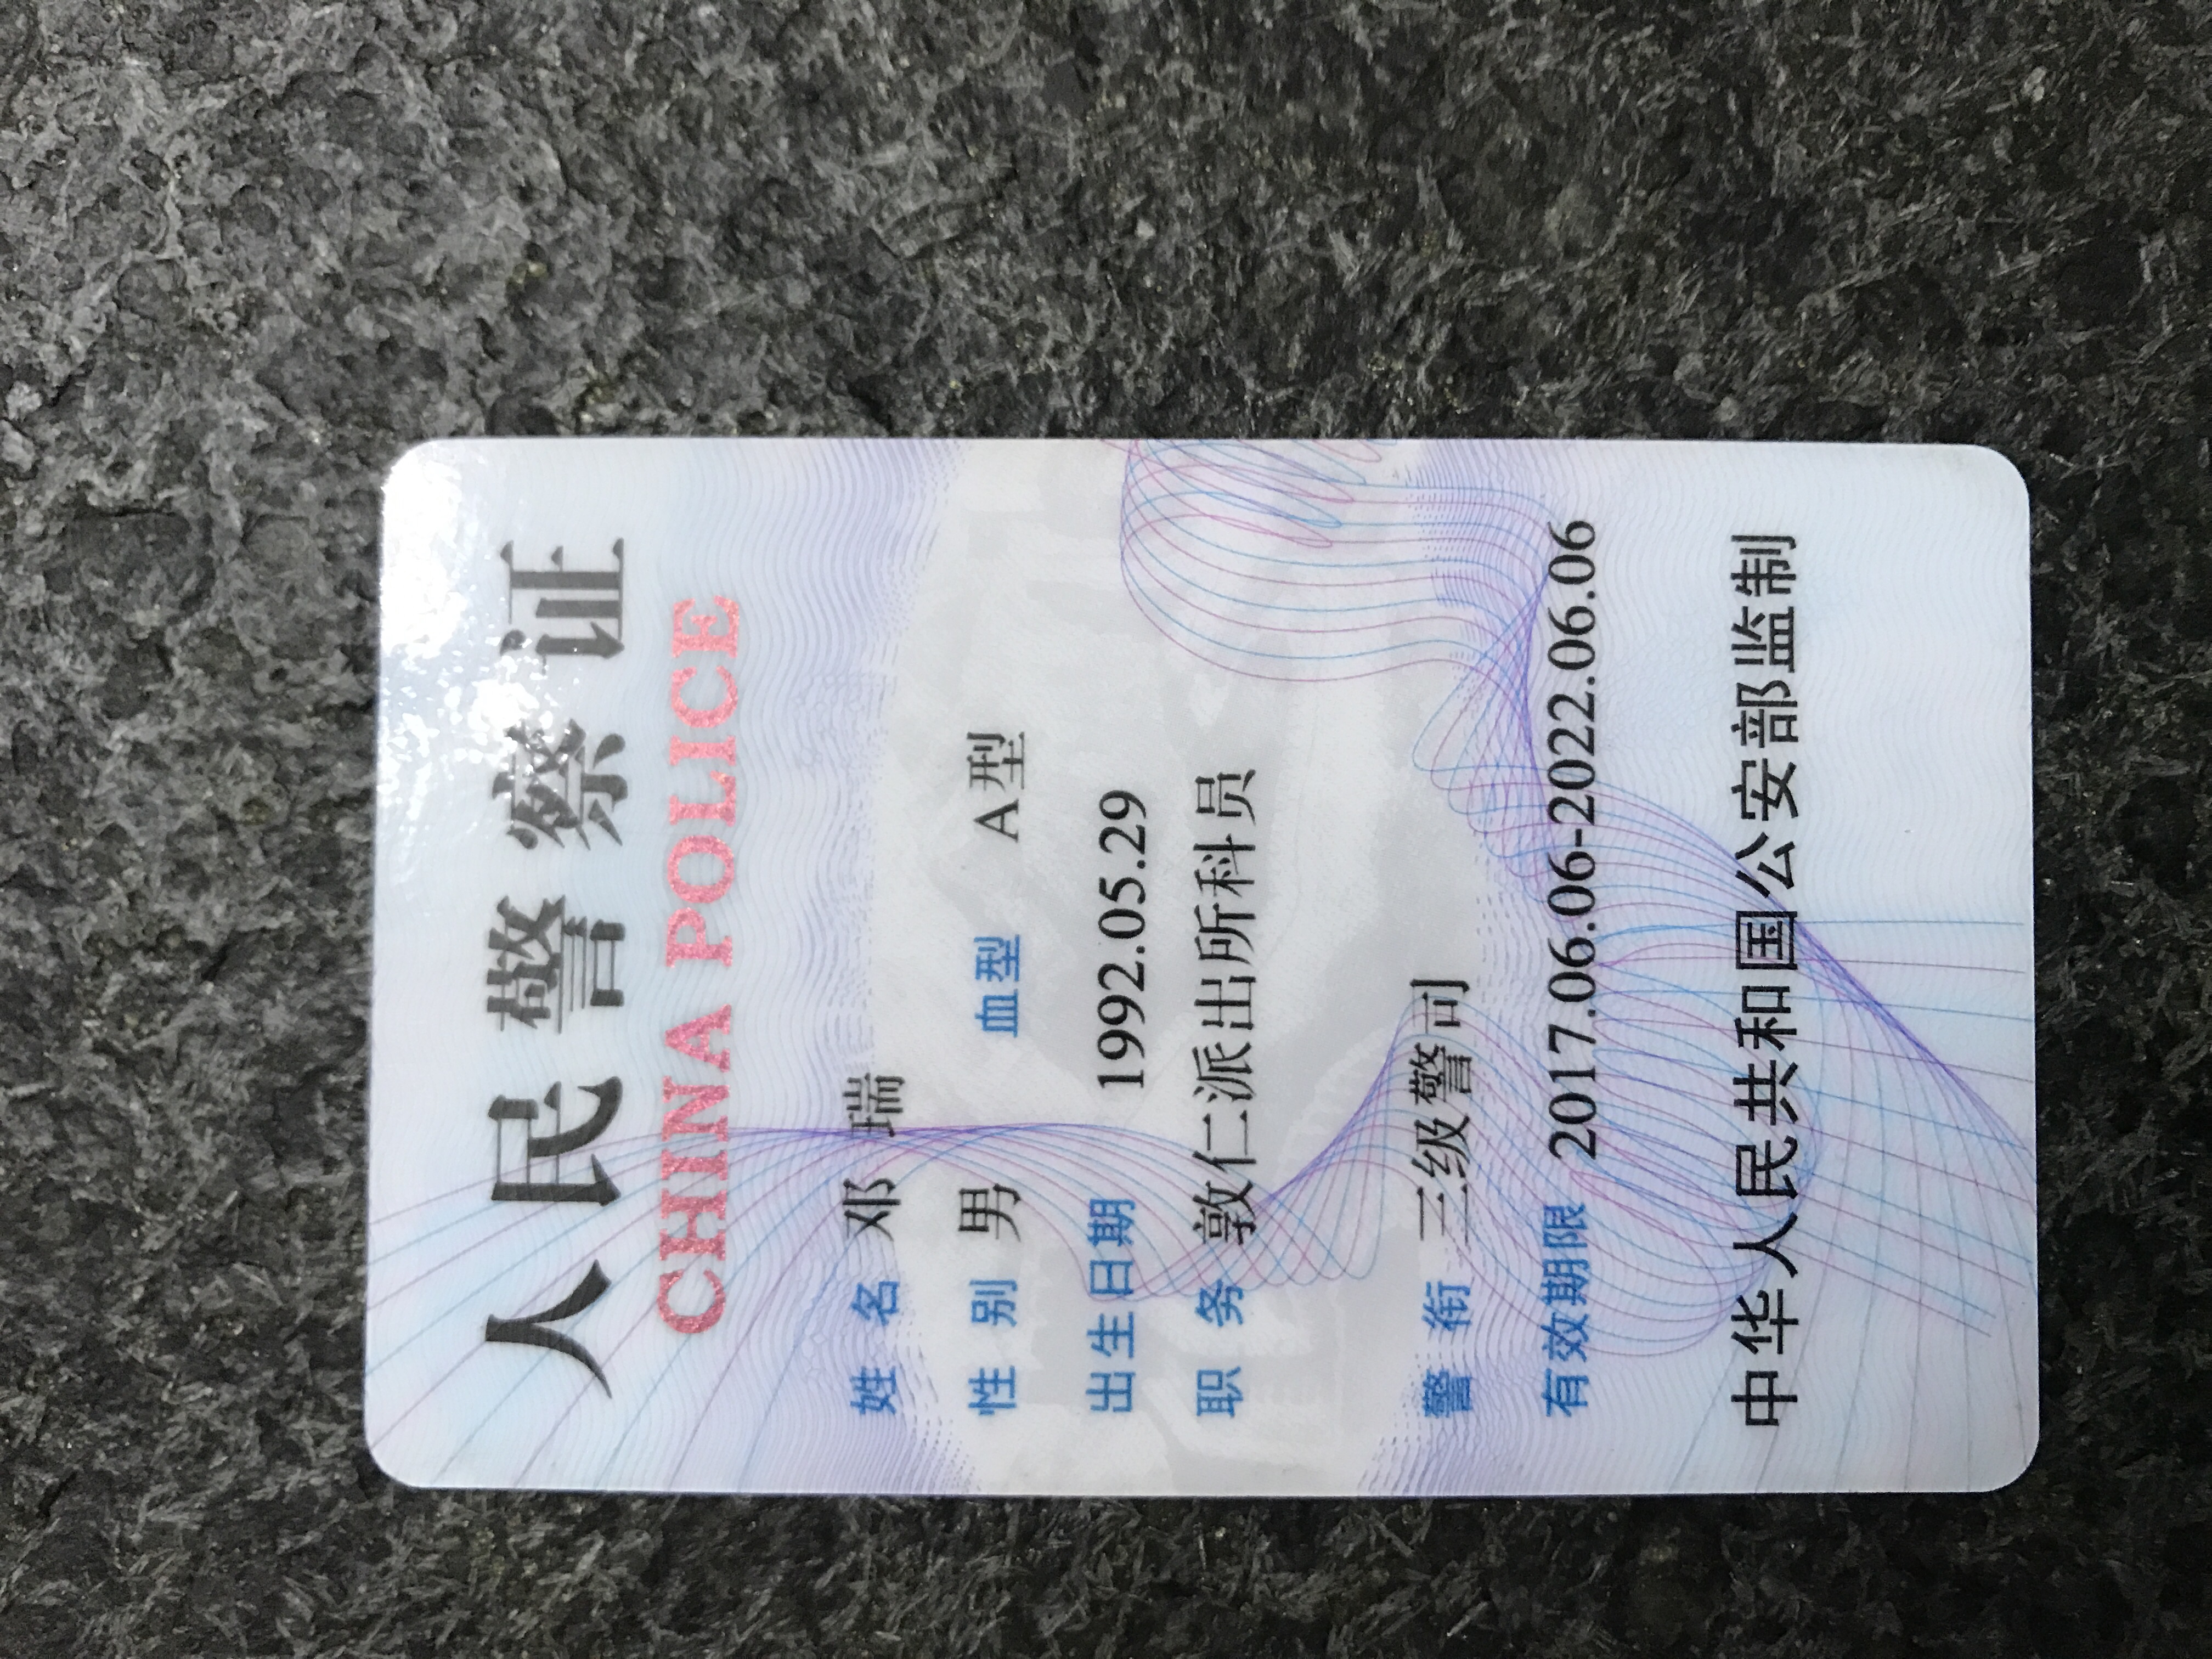 人民警察证
CHINA POLICE
姓 名 邓 瑞
性 别 男 血型 A型
出生日期 1992.05.29
职 务 敦仁派出所科员
警 衔 三级警司
有效期限 2017.06.06-2022.06.06
中华人民共和国公安部监制